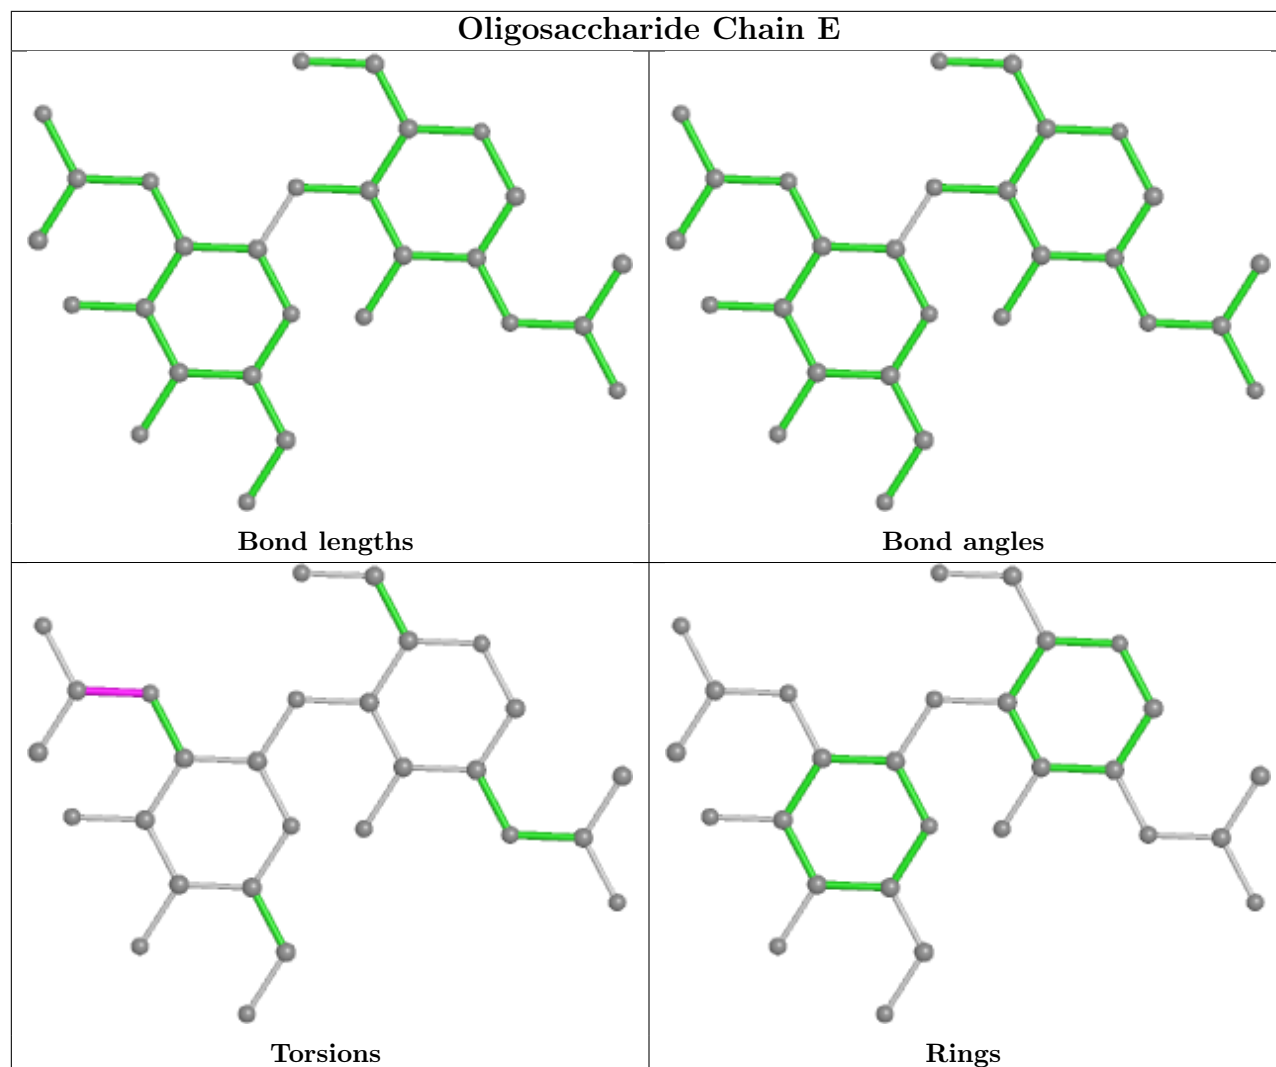 Oligosaccharide Chain E
Bond lengths
Bond angles
Torsions
Rings